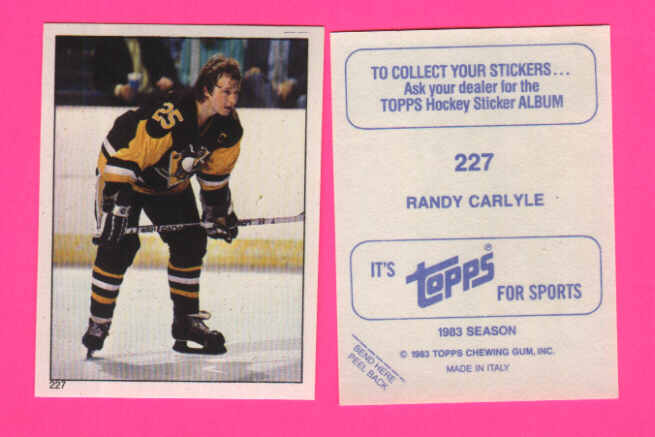 25
227
TO COLLECT YOUR STICKERS...
Ask your dealer for the
TOPPS Hockey Sticker ALBUM
227
RANDY CARLYLE
IT'S topps® FOR SPORTS
1983 SEASON
© 1983 TOPPS CHEWING GUM, INC.
MADE IN ITALY
BEND HERE
PEEL BACK